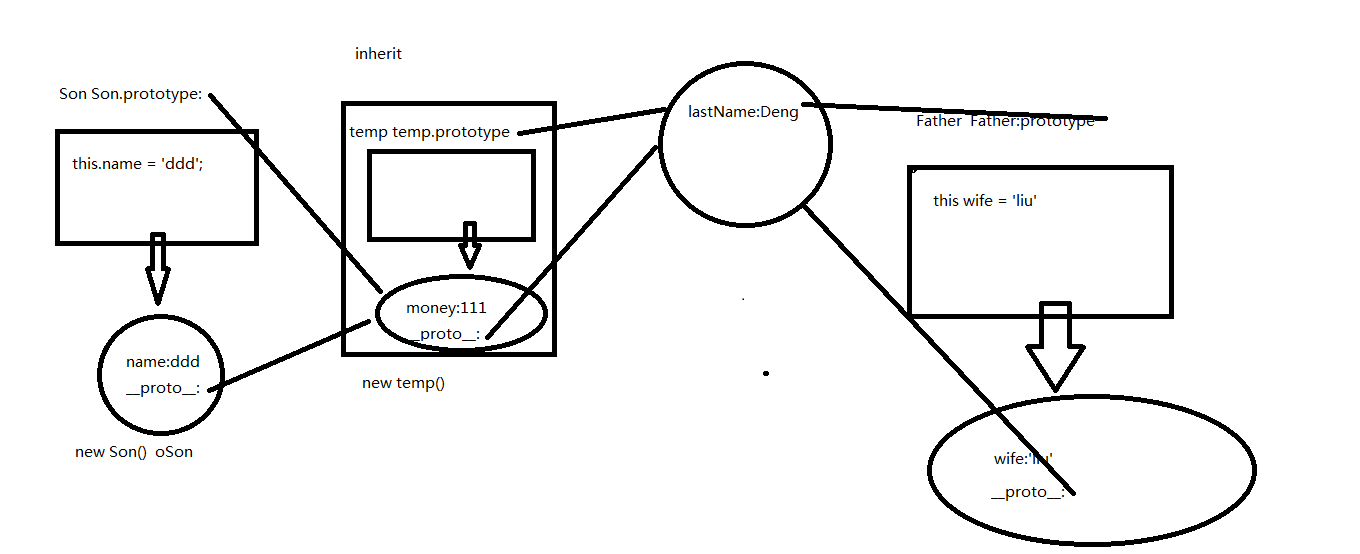 inherit
Son Son.prototype:
lastName:Deng
Father Father:prototype
temp temp.prototype
this.name = 'ddd';
this wife = 'liu'
money:111
__proto__:
name:ddd
__proto__:
new temp()
new Son() oSon
wife:'liu'
__proto__: